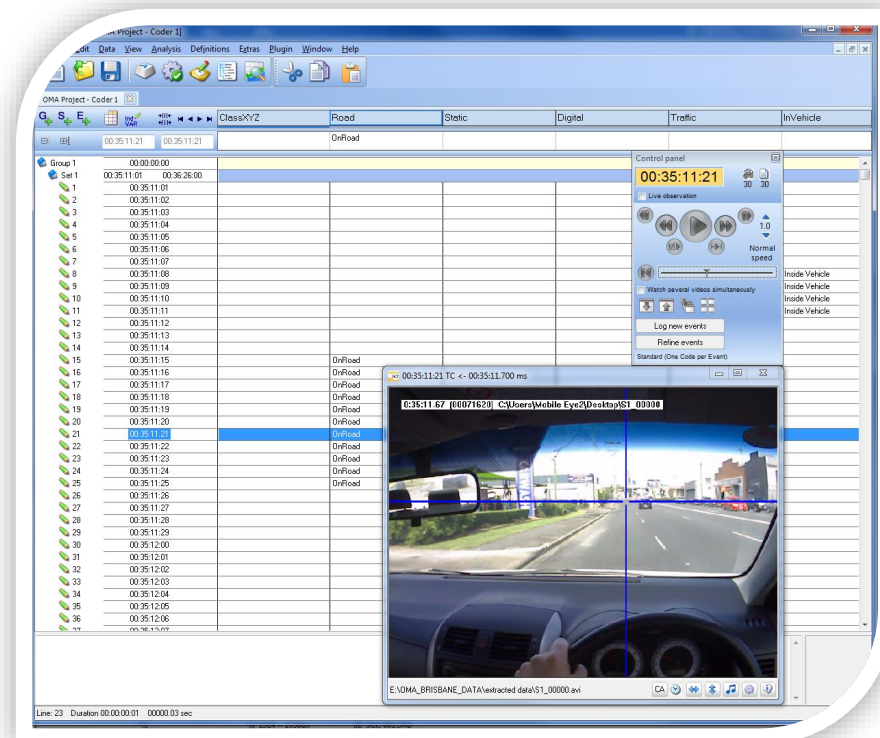 OMA Project - Coder 1]
Edit Data View Analysis Definitions Extras Plugin Window Help
OMA Project - Coder 1
G+ S+ E+ Ind VAR ClassXYZ Road Static Digital Traffic InVehicle
00:35:11:21 00:35:11:21 OnRoad
Group 1 00:00:00:00
Set 1 00:35:11:01 00:36:26:00
1 00:35:11:01
2 00:35:11:02
3 00:35:11:03
4 00:35:11:04
5 00:35:11:05
6 00:35:11:06
7 00:35:11:07
8 00:35:11:08 Inside Vehicle
9 00:35:11:09 Inside Vehicle
10 00:35:11:10 Inside Vehicle
11 00:35:11:11 Inside Vehicle
12 00:35:11:12
13 00:35:11:13
14 00:35:11:14
15 00:35:11:15 OnRoad
16 00:35:11:16 OnRoad
17 00:35:11:17 OnRoad
18 00:35:11:18 OnRoad
19 00:35:11:19 OnRoad
20 00:35:11:20 OnRoad
21 00:35:11:21 OnRoad
22 00:35:11:22 OnRoad
23 00:35:11:23 OnRoad
24 00:35:11:24 OnRoad
25 00:35:11:25 OnRoad
26 00:35:11:26
27 00:35:11:27
28 00:35:11:28
29 00:35:11:29
30 00:35:12:00
31 00:35:12:01
32 00:35:12:02
33 00:35:12:03
34 00:35:12:04
35 00:35:12:05
36 00:35:12:06
Control panel
00:35:11:21 30 30
Live observation
1.0
Normal
speed
Watch several videos simultaneously
Log new events
Refine events
Standard (One Code per Event)
00:35:11:21 TC <- 00:35:11.700 ms
0:35:11.67 [00071620] C:\Users\Mobile Eye2\Desktop\S1_00000
E:\OMA_BRISBANE_DATA\extracted data\S1_00000.avi CA
Line: 23 Duration 00:00:00:01 00000.03 sec